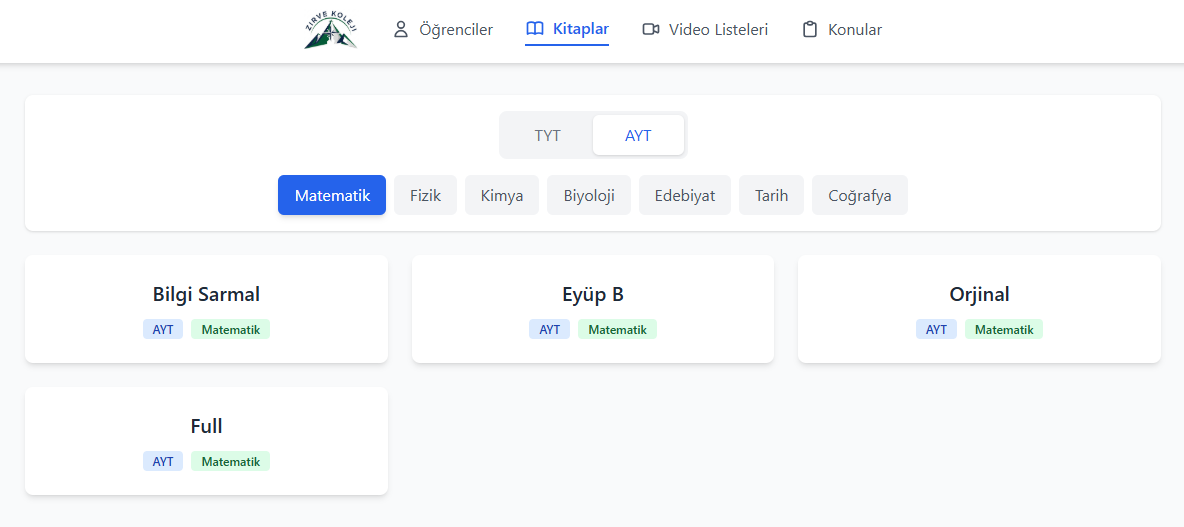 ZİRVE KOLEJİ
Öğrenciler Kitaplar Video Listeleri Konular
TYT AYT
Matematik Fizik Kimya Biyoloji Edebiyat Tarih Coğrafya
Bilgi Sarmal Eyüp B Orjinal
AYT Matematik AYT Matematik AYT Matematik
Full
AYT Matematik